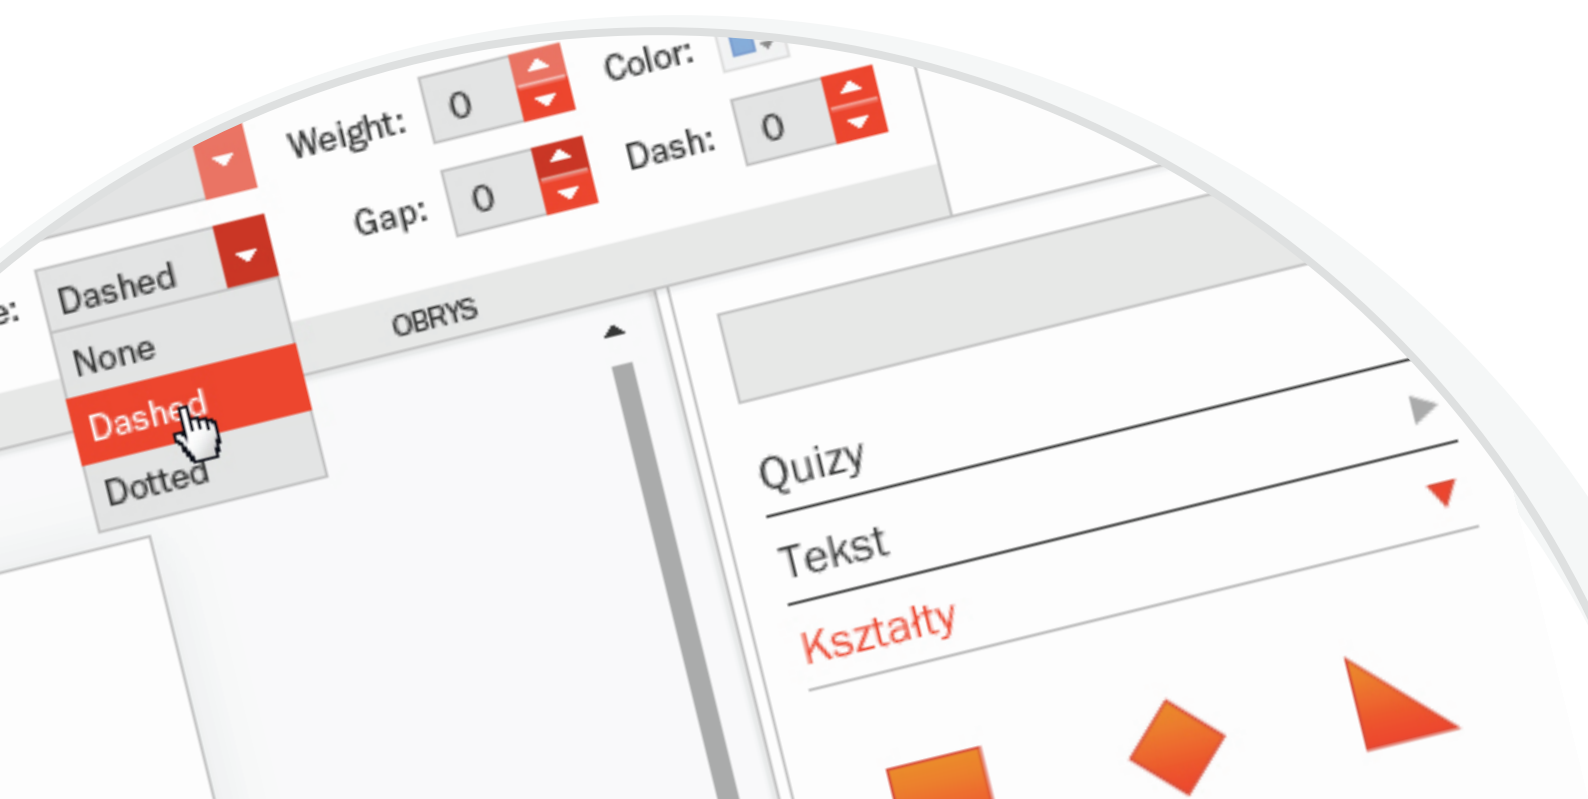 Weight: 0 Color:
Gap: 0 Dash: 0
e: Dashed
None
Dashed
Dotted
OBRYS
Quizy
Tekst
Kształty